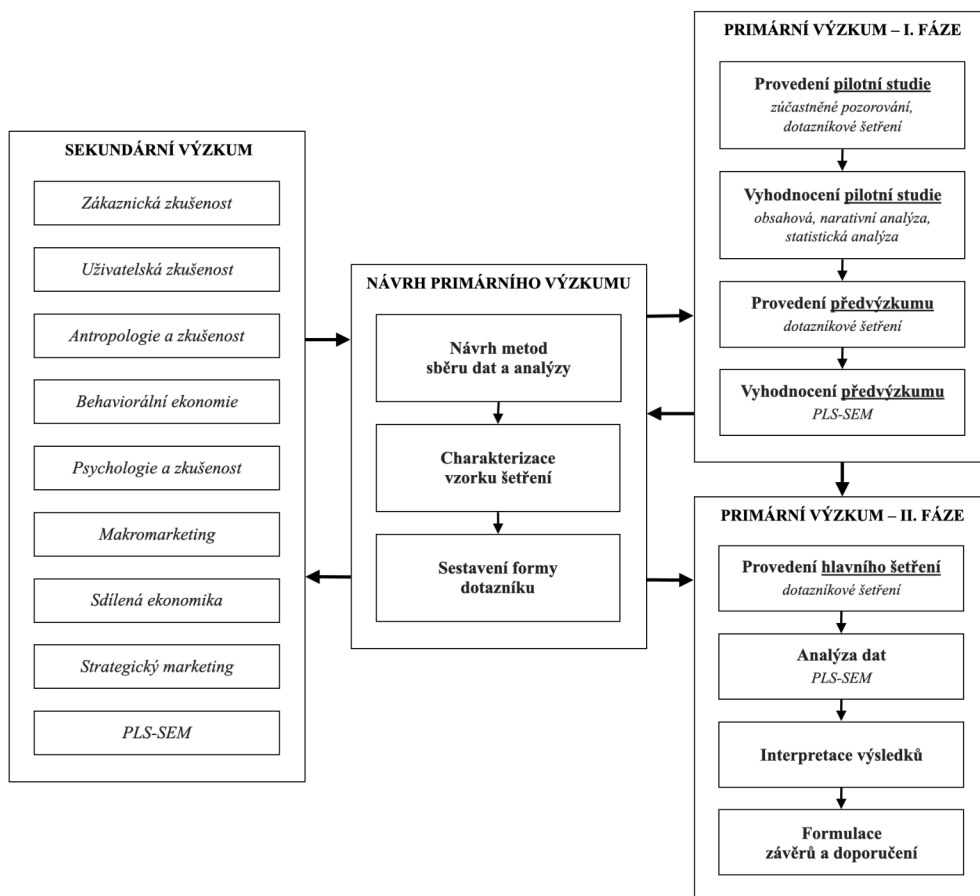 SEKUNDÁRNÍ VÝZKUM
Zákaznická zkušenost
Uživatelská zkušenost
Antropologie a zkušenost
Behaviorální ekonomie
Psychologie a zkušenost
Makromarketing
Sdílená ekonomika
Strategický marketing
PLS-SEM
NÁVRH PRIMÁRNÍHO VÝZKUMU
Návrh metod
sběru dat a analýzy
Charakterizace
vzorku šetření
Sestavení formy
dotazníku
PRIMÁRNÍ VÝZKUM – I. FÁZE
Provedení pilotní studie
zúčastněné pozorování,
dotazníkové šetření
Vyhodnocení pilotní studie
obsahová, narativní analýza,
statistická analýza
Provedení předvýzkumu
dotazníkové šetření
Vyhodnocení předvýzkumu
PLS-SEM
PRIMÁRNÍ VÝZKUM – II. FÁZE
Provedení hlavního šetření
dotazníkové šetření
Analýza dat
PLS-SEM
Interpretace výsledků
Formulace
závěrů a doporučení